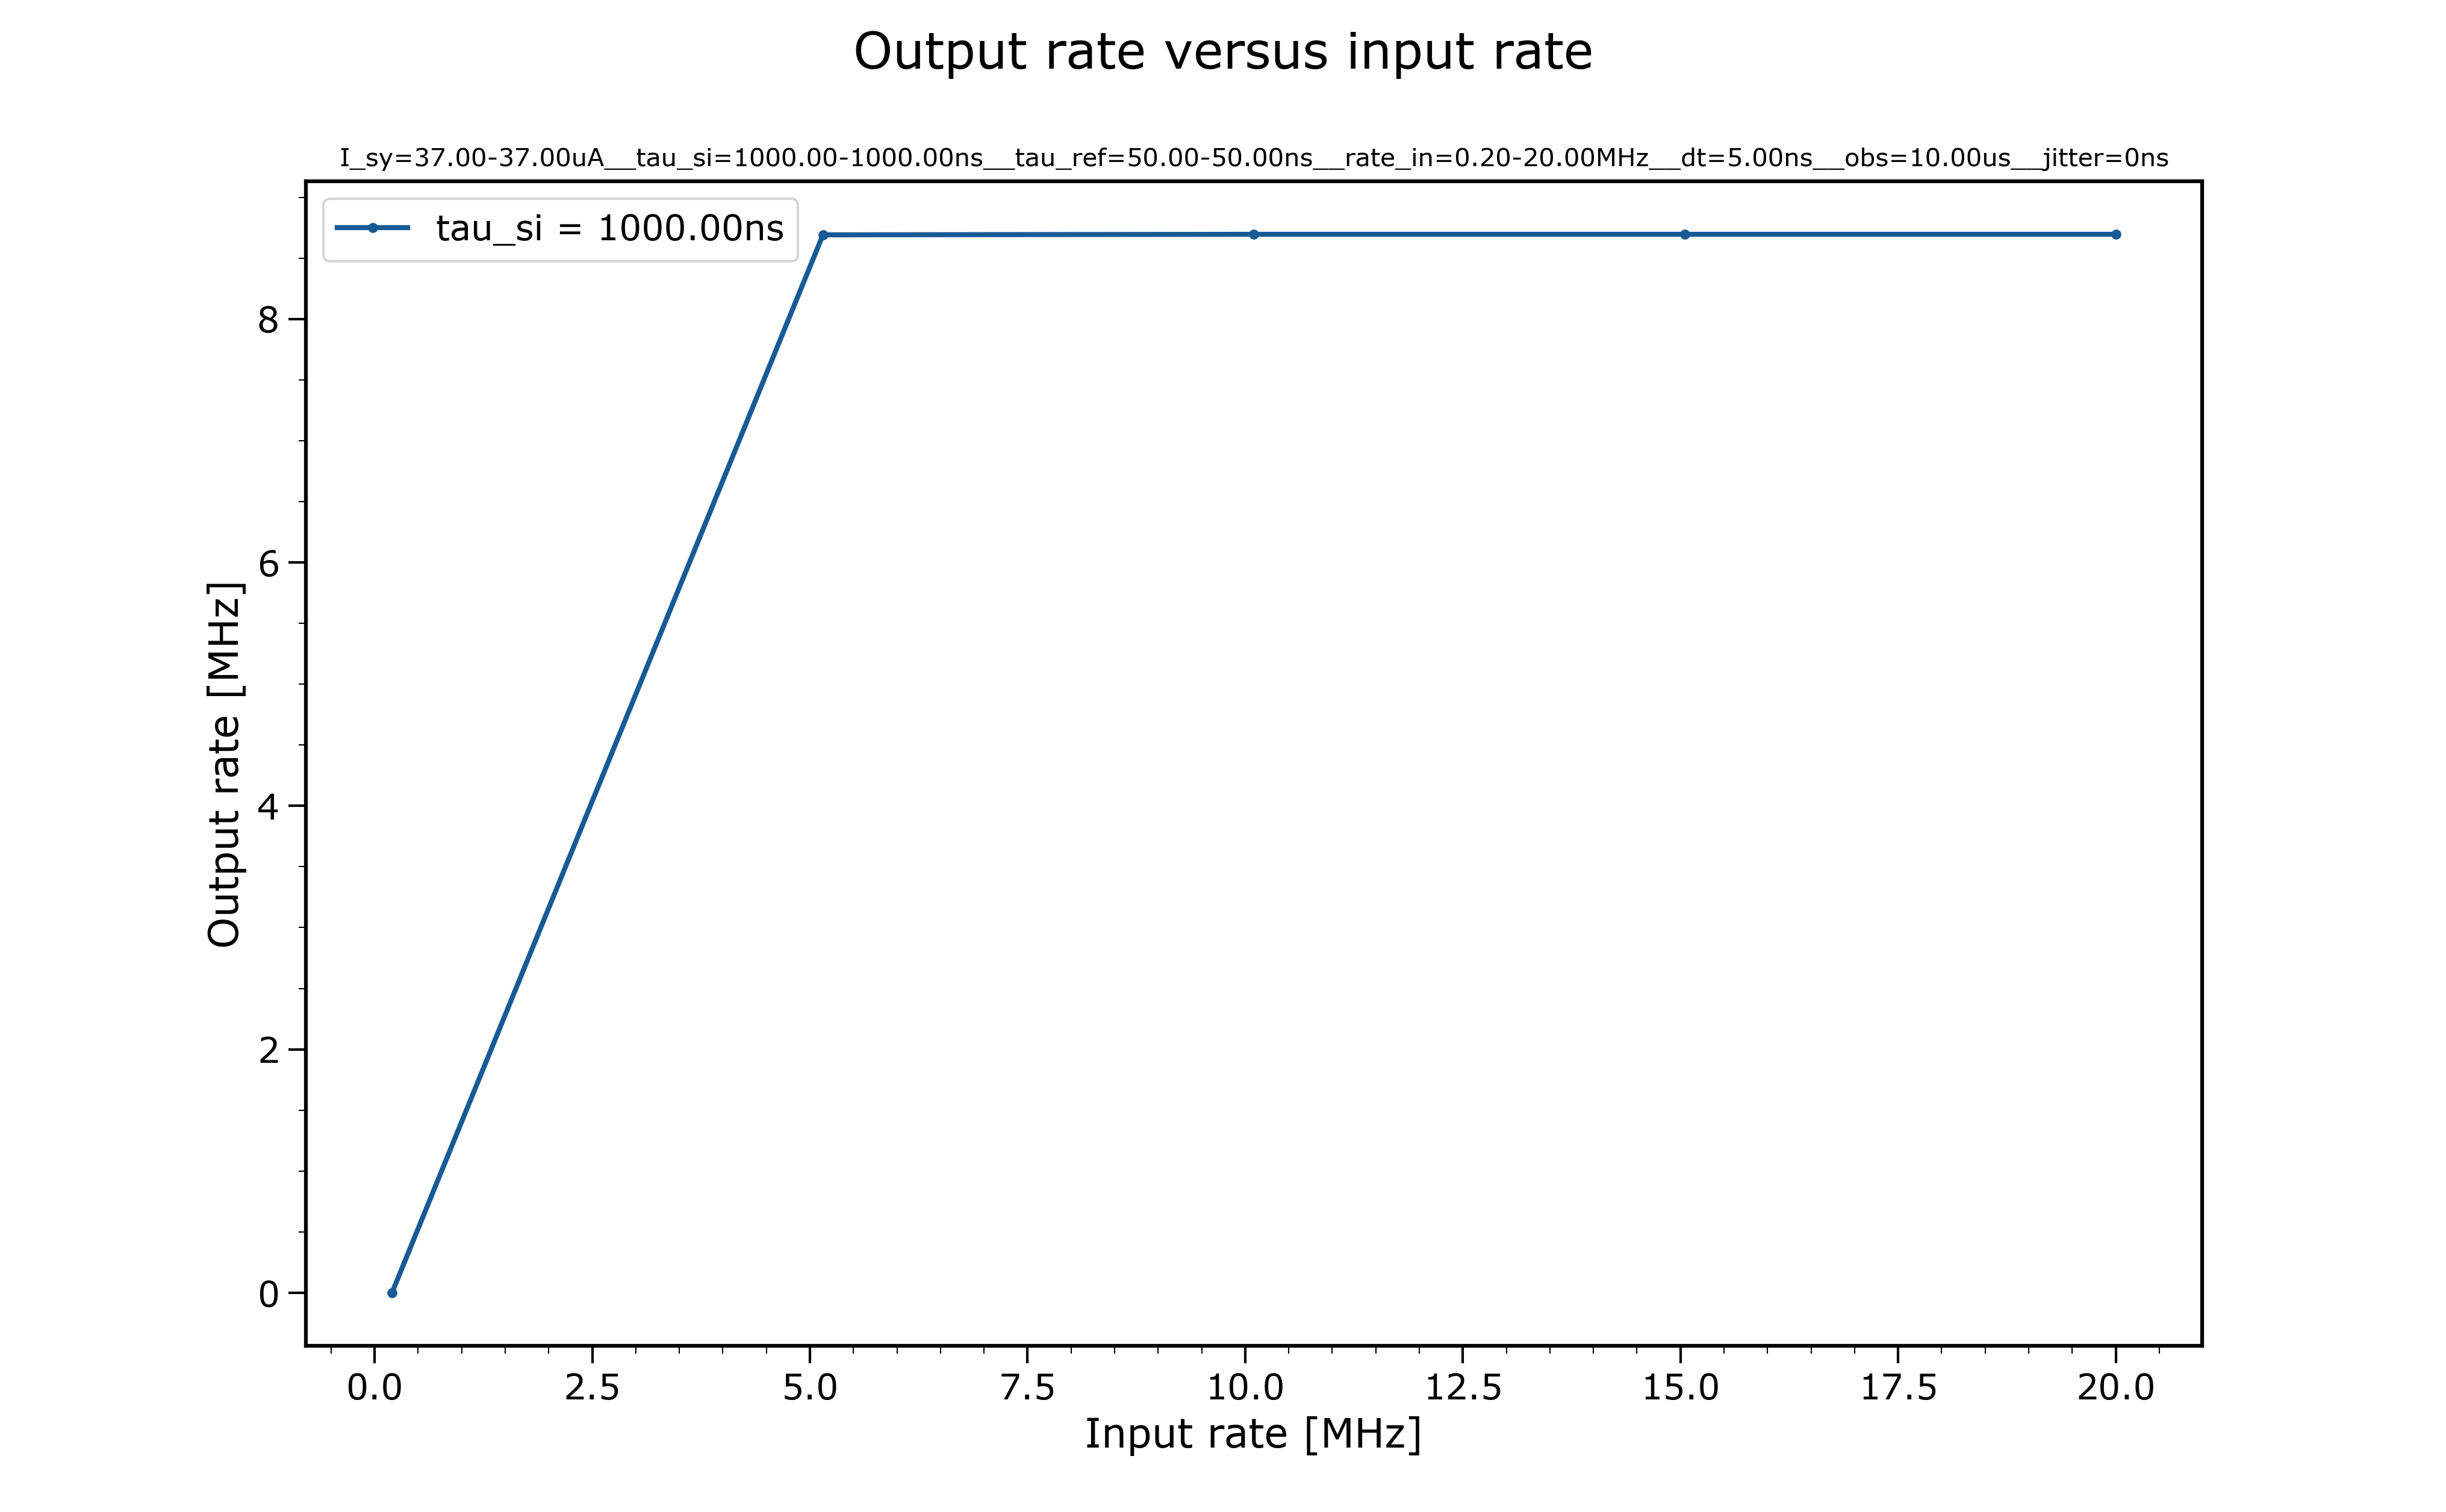 Output rate versus input rate
I_sy=37.00-37.00uA__tau_si=1000.00-1000.00ns__tau_ref=50.00-50.00ns__rate_in=0.20-20.00MHz__dt=5.00ns__obs=10.00us__jitter=0ns
tau_si = 1000.00ns
8
6
4
2
0
Output rate [MHz]
0.0 2.5 5.0 7.5 10.0 12.5 15.0 17.5 20.0
Input rate [MHz]